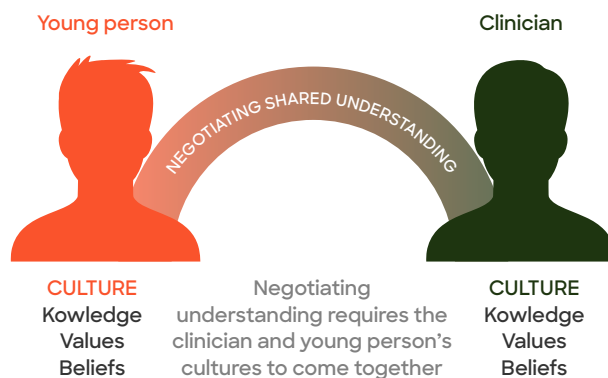 Young person
Clinician
NEGOTIATING SHARED UNDERSTANDING
CULTURE
Kowledge
Values
Beliefs
Negotiating
understanding requires the
clinician and young person's
cultures to come together
CULTURE
Kowledge
Values
Beliefs